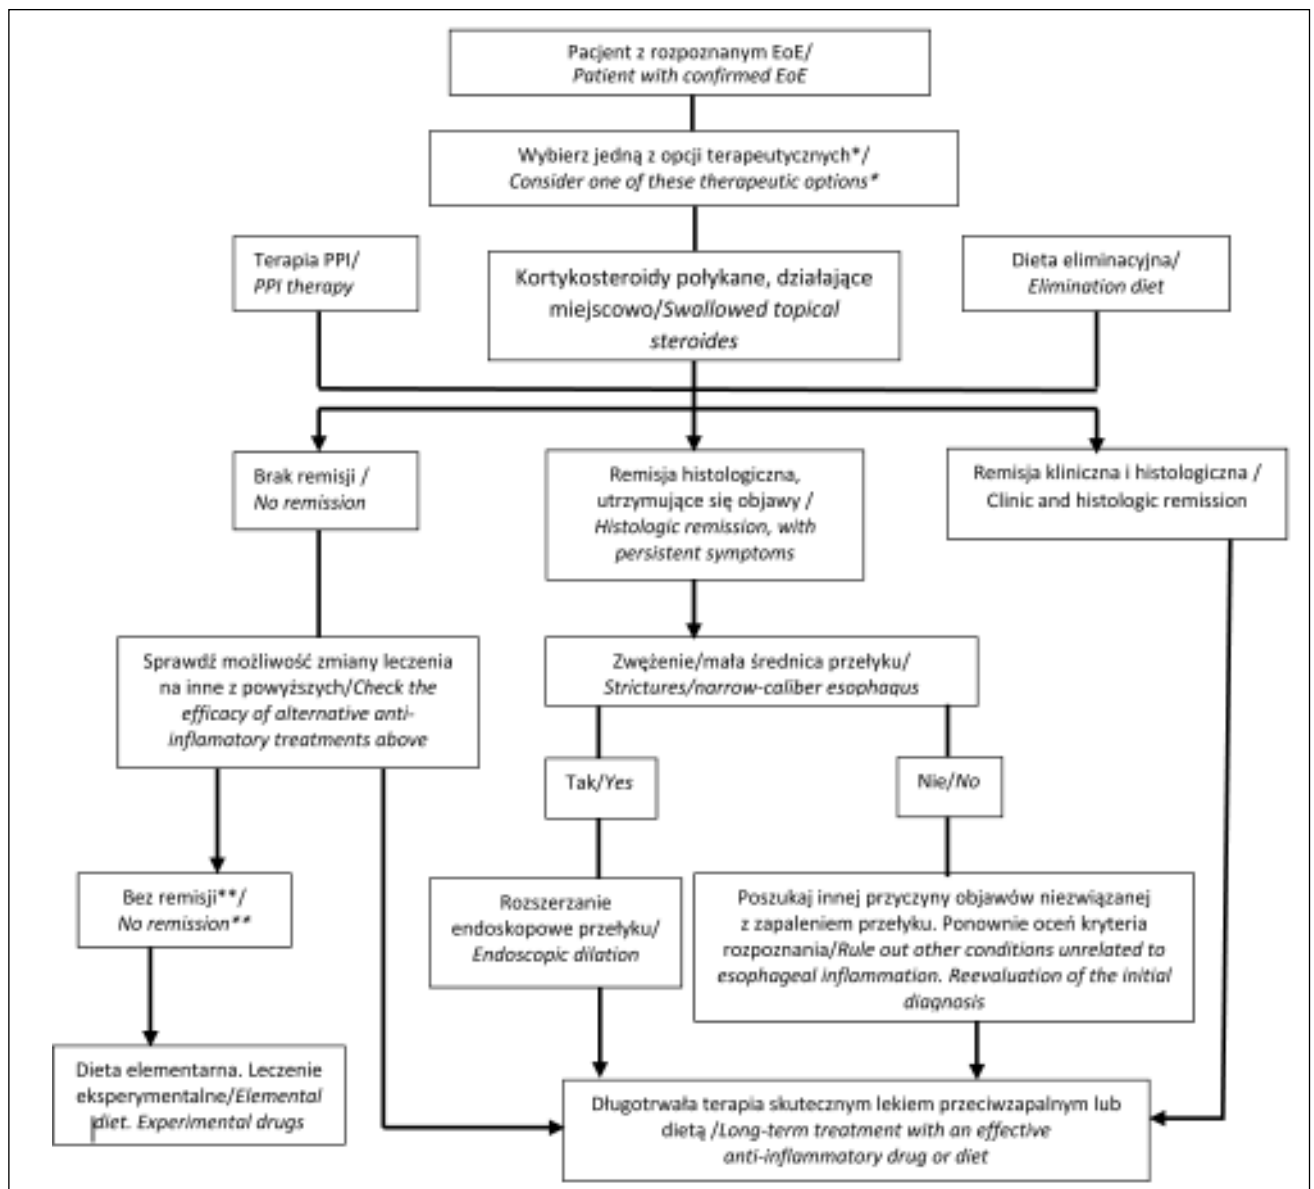 Pacjent z rozpoznanym EoE/
Patient with confirmed EoE
Wybierz jedną z opcji terapeutycznych*/
Consider one of these therapeutic options*
Terapia PPI/
PPI therapy
Kortykosteroidy połykane, działające
miejscowo/Swallowed topical
steroides
Dieta eliminacyjna/
Elimination diet
Brak remisji /
No remission
Remisja histologiczna,
utrzymujące się objawy /
Histologic remission, with
persistent symptoms
Remisja kliniczna i histologiczna /
Clinic and histologic remission
Sprawdź możliwość zmiany leczenia
na inne z powyższych/Check the
efficacy of alternative anti-
inflamatory treatments above
Zwężenie/mała średnica przełyku/
Strictures/narrow-caliber esophagus
Tak/Yes
Nie/No
Bez remisji**/
No remission**
Rozszerzanie
endoskopowe przełyku/
Endoscopic dilation
Poszukaj innej przyczyny objawów niezwiązanej
z zapaleniem przełyku. Ponownie oceń kryteria
rozpoznania/Rule out other conditions unrelated to
esophageal inflammation. Reevaluation of the initial
diagnosis
Dieta elementarna. Leczenie
eksperymentalne/Elemental
diet. Experimental drugs
Długotrwała terapia skutecznym lekiem przeciwzapalnym lub
dietą /Long-term treatment with an effective
anti-inflammatory drug or diet